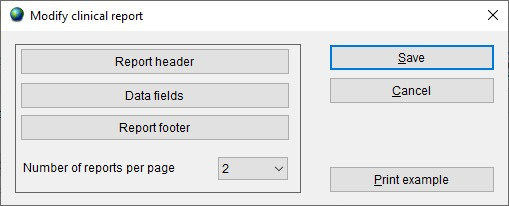 Modify clinical report
Report header
Save
Data fields
Cancel
Report footer
Number of reports per page 2
Print example